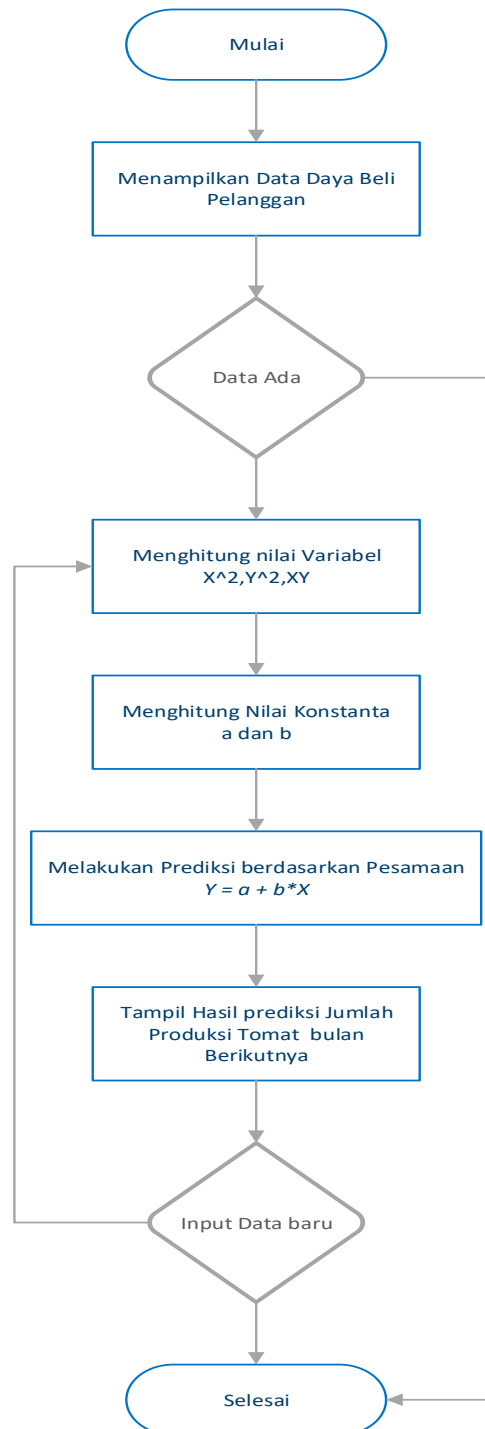 Mulai
Menampilkan Data Daya Beli
Pelanggan
Data Ada
Menghitung nilai Variabel
X^2,Y^2,XY
Menghitung Nilai Konstanta
a dan b
Melakukan Prediksi berdasarkan Pesamaan
Y = a + b*X
Tampil Hasil prediksi Jumlah
Produksi Tomat bulan
Berikutnya
Input Data baru
Selesai